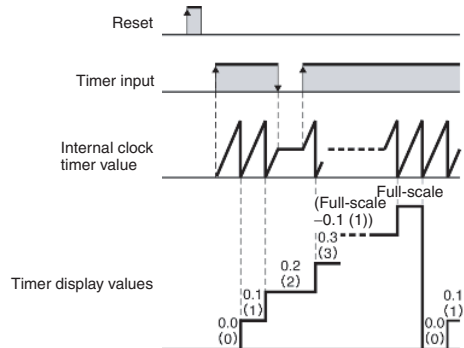 Reset
Timer input
Internal clock
timer value
Full-scale
(Full-scale
−0.1 (1))
0.3
(3)
0.2
(2)
Timer display values
0.1
(1)
0.1
(1)
0.0
(0)
0.0
(0)